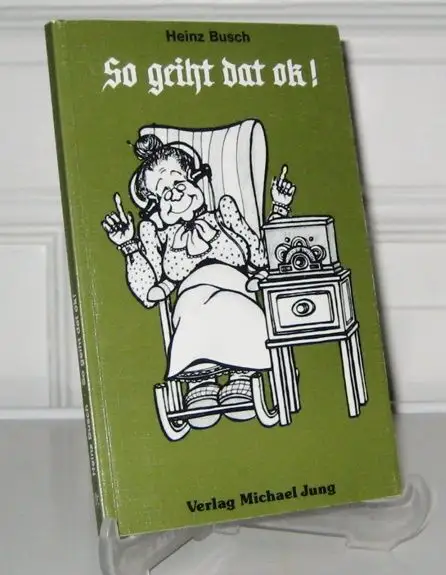 Heinz Busch
So geiht dat ok!
Verlag Michael Jung
Heinz Busch So geiht dat ok!